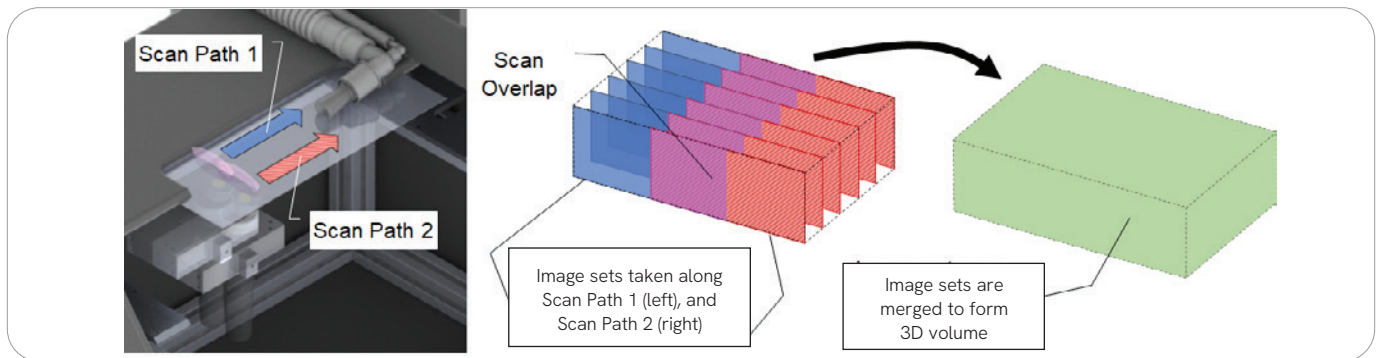 Scan Path 1
Scan Path 2
Scan
Overlap
Image sets taken along
Scan Path 1 (left), and
Scan Path 2 (right)
Image sets are
merged to form
3D volume